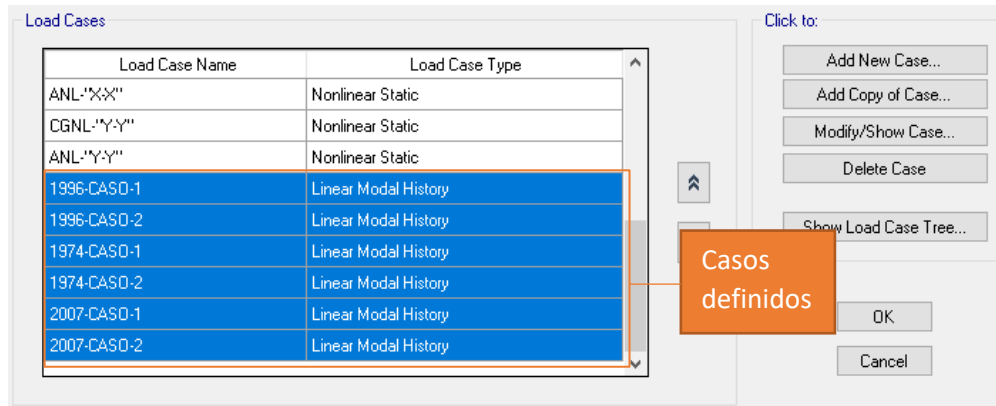 Load Cases
Click to:
Load Case Name Load Case Type
ANL-"X-X" Nonlinear Static
CGNL-"Y-Y" Nonlinear Static
ANL-"Y-Y" Nonlinear Static
1996-CASO-1 Linear Modal History
1996-CASO-2 Linear Modal History
1974-CASO-1 Linear Modal History
1974-CASO-2 Linear Modal History
2007-CASO-1 Linear Modal History
2007-CASO-2 Linear Modal History
Casos
definidos
Add New Case...
Add Copy of Case...
Modify/Show Case...
Delete Case
Show Load Case Tree...
OK
Cancel